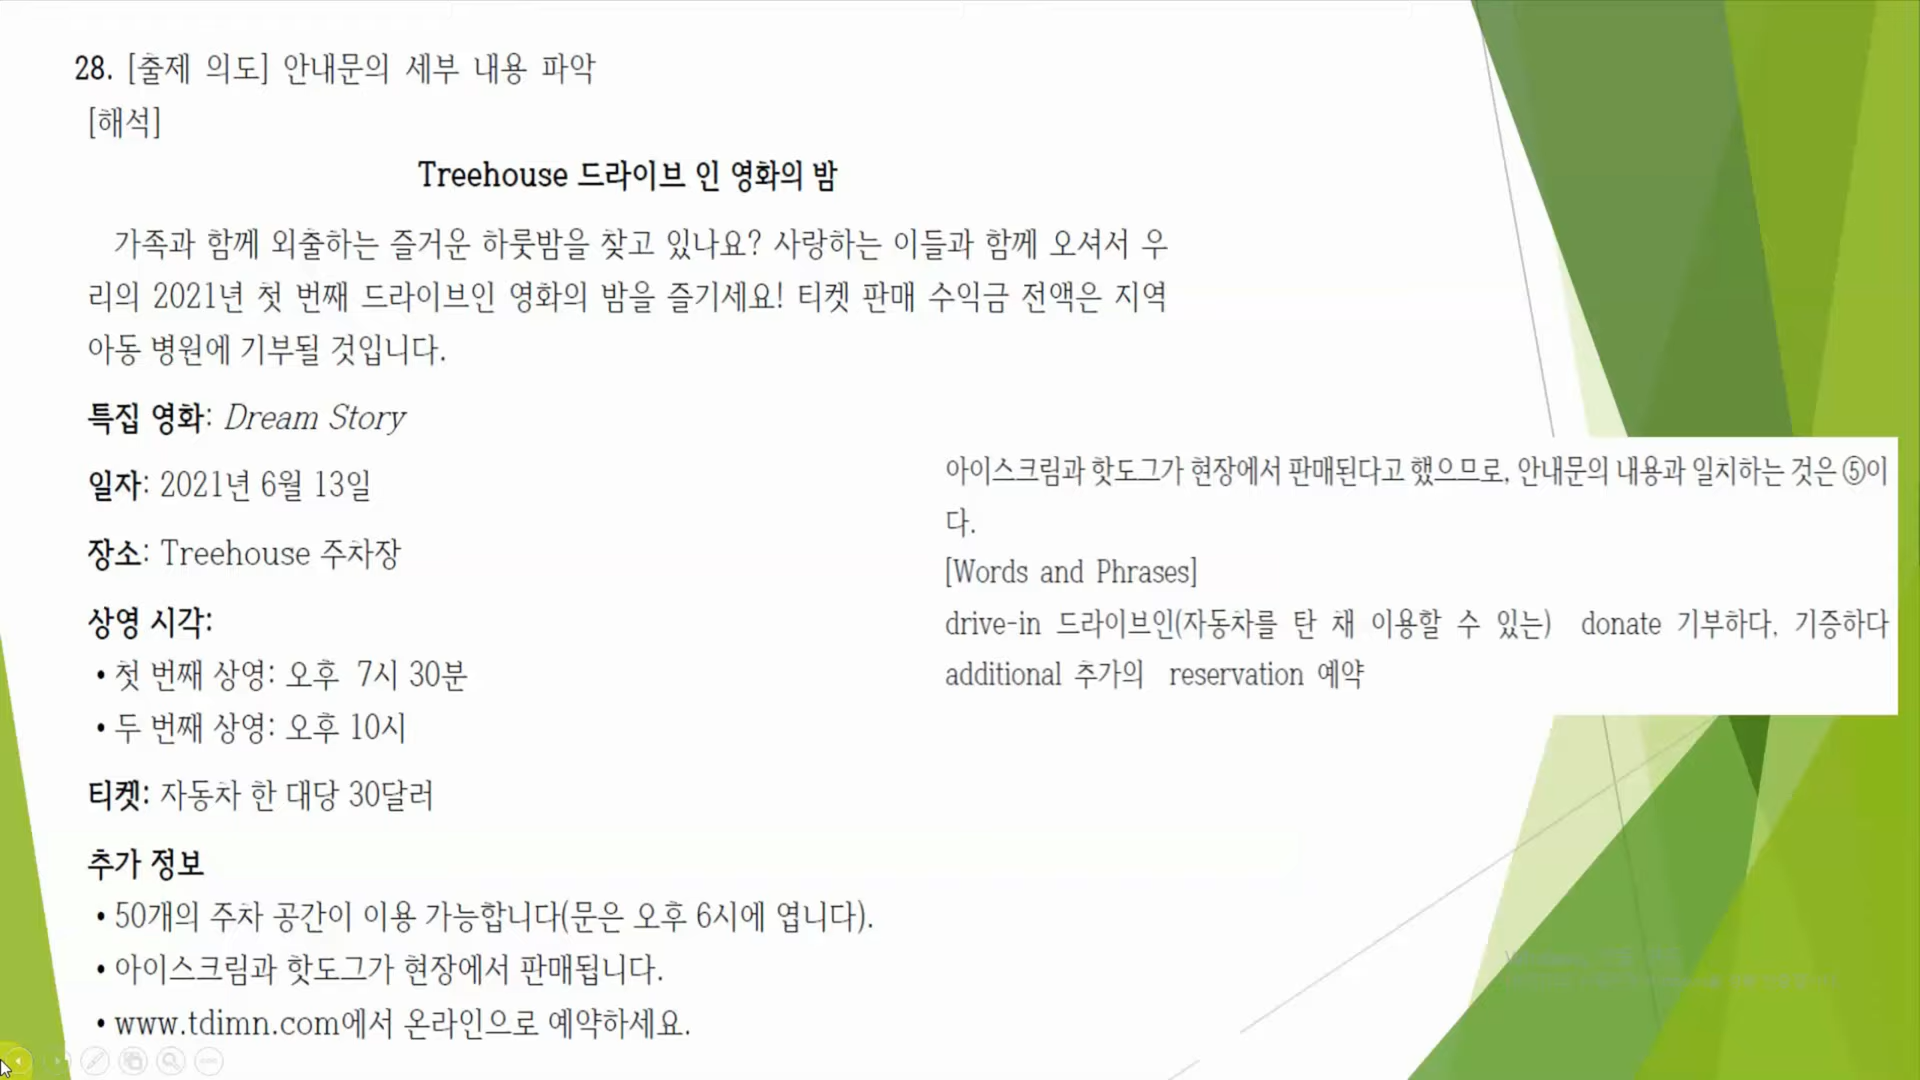 28. [출제 의도] 안내문의 세부 내용 파악
[해석]
Treehouse 드라이브 인 영화의 밤
가족과 함께 외출하는 즐거운 하룻밤을 찾고 있나요? 사랑하는 이들과 함께 오셔서 우
리의 2021년 첫 번째 드라이브인 영화의 밤을 즐기세요! 티켓 판매 수익금 전액은 지역
아동 병원에 기부될 것입니다.
특집 영화: Dream Story
일자: 2021년 6월 13일
장소: Treehouse 주차장
상영 시각:
• 첫 번째 상영: 오후 7시 30분
• 두 번째 상영: 오후 10시
티켓: 자동차 한 대당 30달러
추가 정보
• 50개의 주차 공간이 이용 가능합니다(문은 오후 6시에 엽니다).
• 아이스크림과 핫도그가 현장에서 판매됩니다.
• www.tdimn.com에서 온라인으로 예약하세요.
아이스크림과 핫도그가 현장에서 판매된다고 했으므로, 안내문의 내용과 일치하는 것은 ⑤이
다.
[Words and Phrases]
drive-in 드라이브인(자동차를 탄 채 이용할 수 있는) donate 기부하다, 기증하다
additional 추가의 reservation 예약